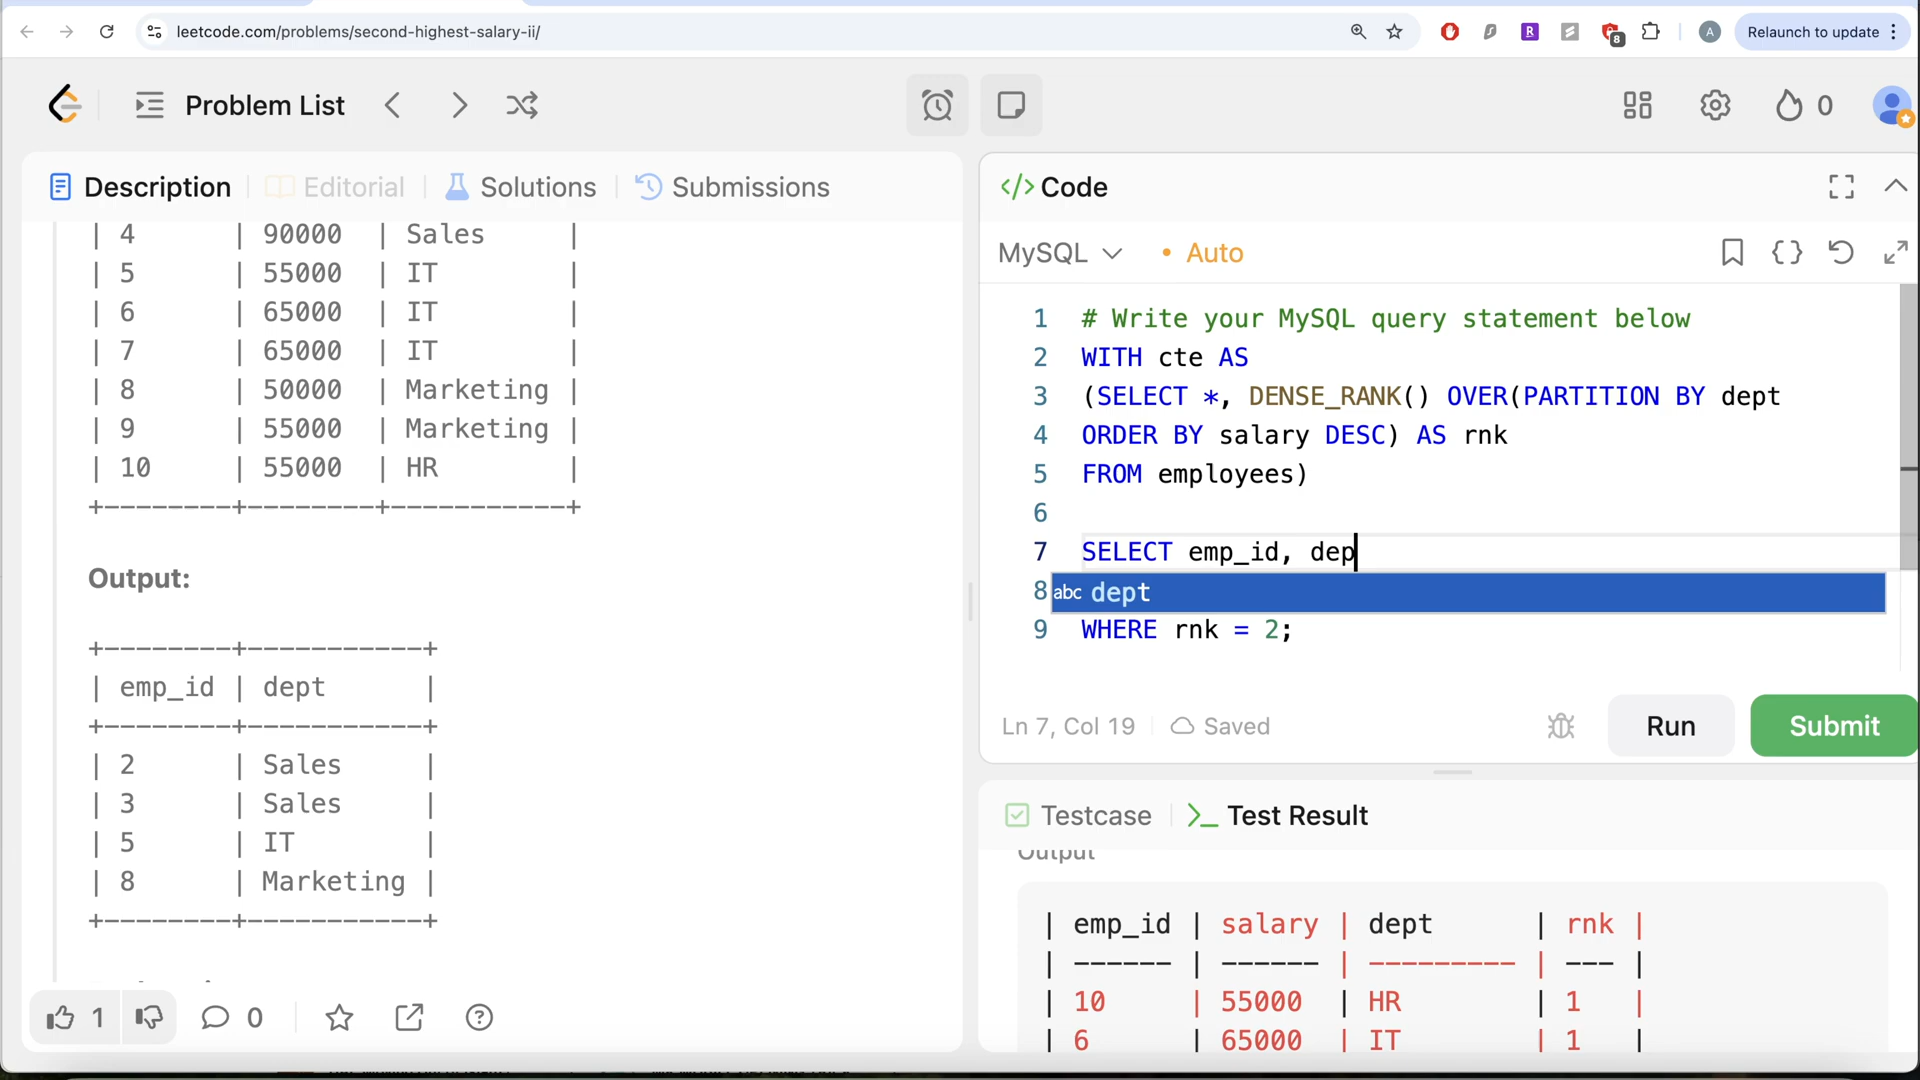 leetcode.com/problems/second-highest-salary-ii/
8
A
Relaunch to update
Problem List
0
Description
Editorial
Solutions
Submissions
| 4 | 90000 | Sales |
| 5 | 55000 | IT |
| 6 | 65000 | IT |
| 7 | 65000 | IT |
| 8 | 50000 | Marketing |
| 9 | 55000 | Marketing |
| 10 | 55000 | HR |
+--------+--------+-----------+
Output:
+--------+-----------+
| emp_id | dept |
+--------+-----------+
| 2 | Sales |
| 3 | Sales |
| 5 | IT |
| 8 | Marketing |
+--------+-----------+
1
0
</> Code
MySQL
• Auto
1 # Write your MySQL query statement below
2 WITH cte AS
3 (SELECT *, DENSE_RANK() OVER(PARTITION BY dept
4 ORDER BY salary DESC) AS rnk
5 FROM employees)
6
7 SELECT emp_id, dep
8 abc dept
9 WHERE rnk = 2;
Ln 7, Col 19
Saved
Run
Submit
Testcase
Test Result
Output
| emp_id | salary | dept | rnk |
| ------ | ------ | --------- | --- |
| 10 | 55000 | HR | 1 |
| 6 | 65000 | IT | 1 |